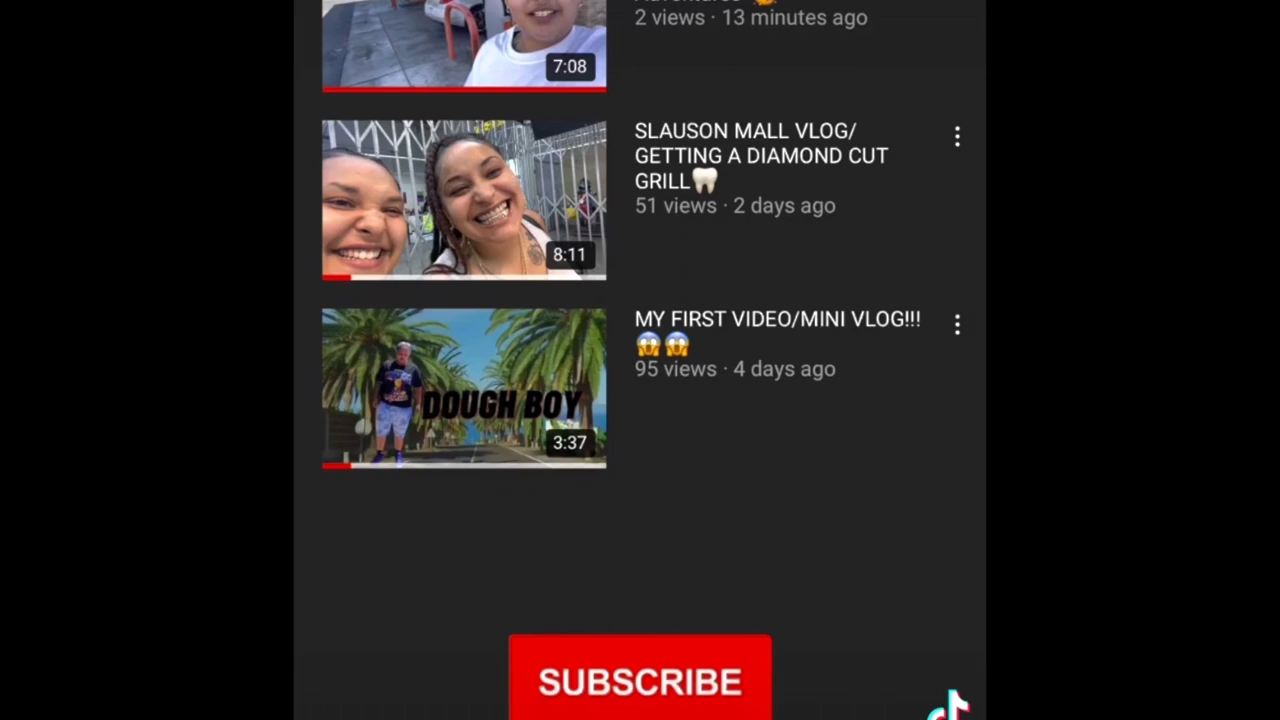 2 views · 13 minutes ago
7:08
SLAUSON MALL VLOG/
GETTING A DIAMOND CUT
GRILL🦷
51 views · 2 days ago
8:11
MY FIRST VIDEO/MINI VLOG!!!
😱😱
95 views · 4 days ago
DOUGH BOY
3:37
SUBSCRIBE